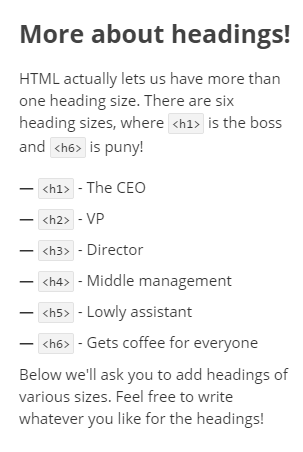 More about headings!
HTML actually lets us have more than
one heading size. There are six
heading sizes, where <h1> is the boss
and <h6> is puny!
— <h1> - The CEO
— <h2> - VP
— <h3> - Director
— <h4> - Middle management
— <h5> - Lowly assistant
— <h6> - Gets coffee for everyone
Below we'll ask you to add headings of
various sizes. Feel free to write
whatever you like for the headings!